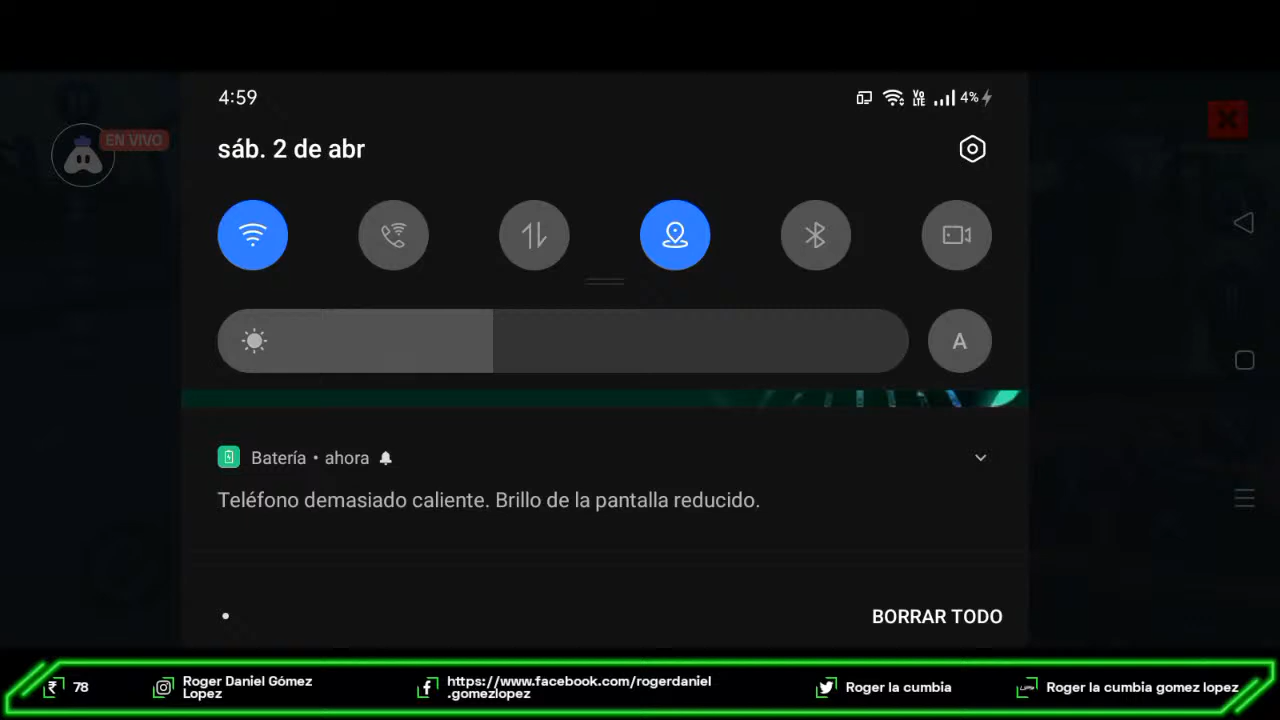 4:59
VO LTE
4%
sáb. 2 de abr
EN VIVO
A
Batería • ahora
Teléfono demasiado caliente. Brillo de la pantalla reducido.
BORRAR TODO
₹ 78
Roger Daniel Gómez
Lopez
https://www.facebook.com/rogerdaniel
.gomezlopez
Roger la cumbia
Roger la cumbia gomez lopez